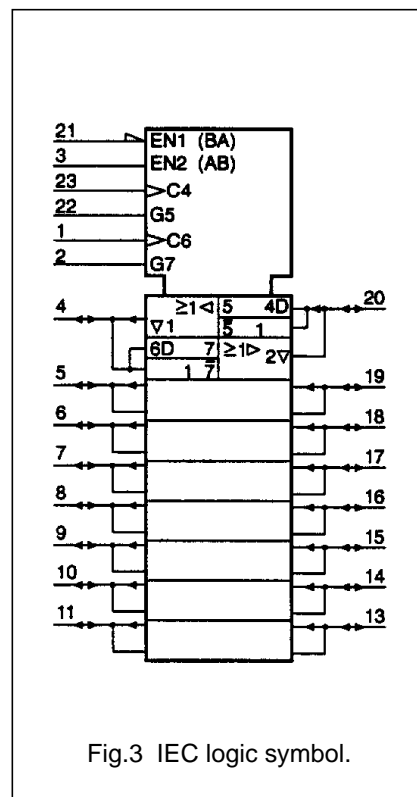 21 EN1 (BA)
3 EN2 (AB)
23 C4
22 G5
1 C6
2 G7
4 ≥1◁ 5 4D 20
▽1 5̅ 1
6D 7 ≥1▷ 2▽
1 7̅
5 19
6 18
7 17
8 16
9 15
10 14
11 13
Fig.3 IEC logic symbol.